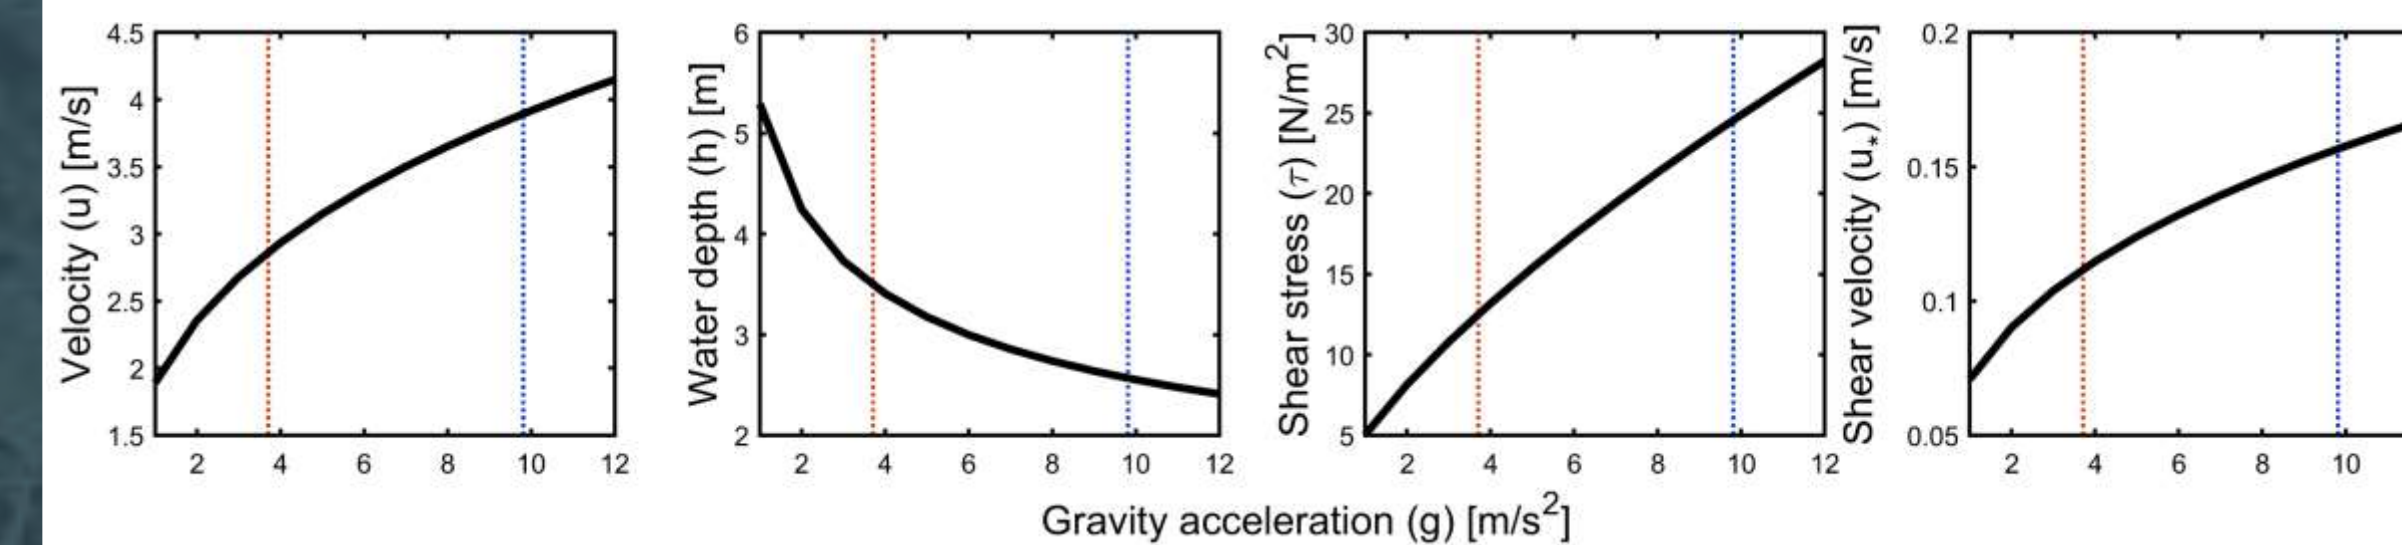 Velocity (u) [m/s]
4.5
4
3.5
3
2.5
2
1.5
2 4 6 8 10 12
Water depth (h) [m]
6
5
4
3
2
2 4 6 8 10 12
Shear stress (τ) [N/m²]
30
25
20
15
10
5
2 4 6 8 10 12
Shear velocity (u*) [m/s]
0.2
0.15
0.1
0.05
2 4 6 8 10
Gravity acceleration (g) [m/s²]